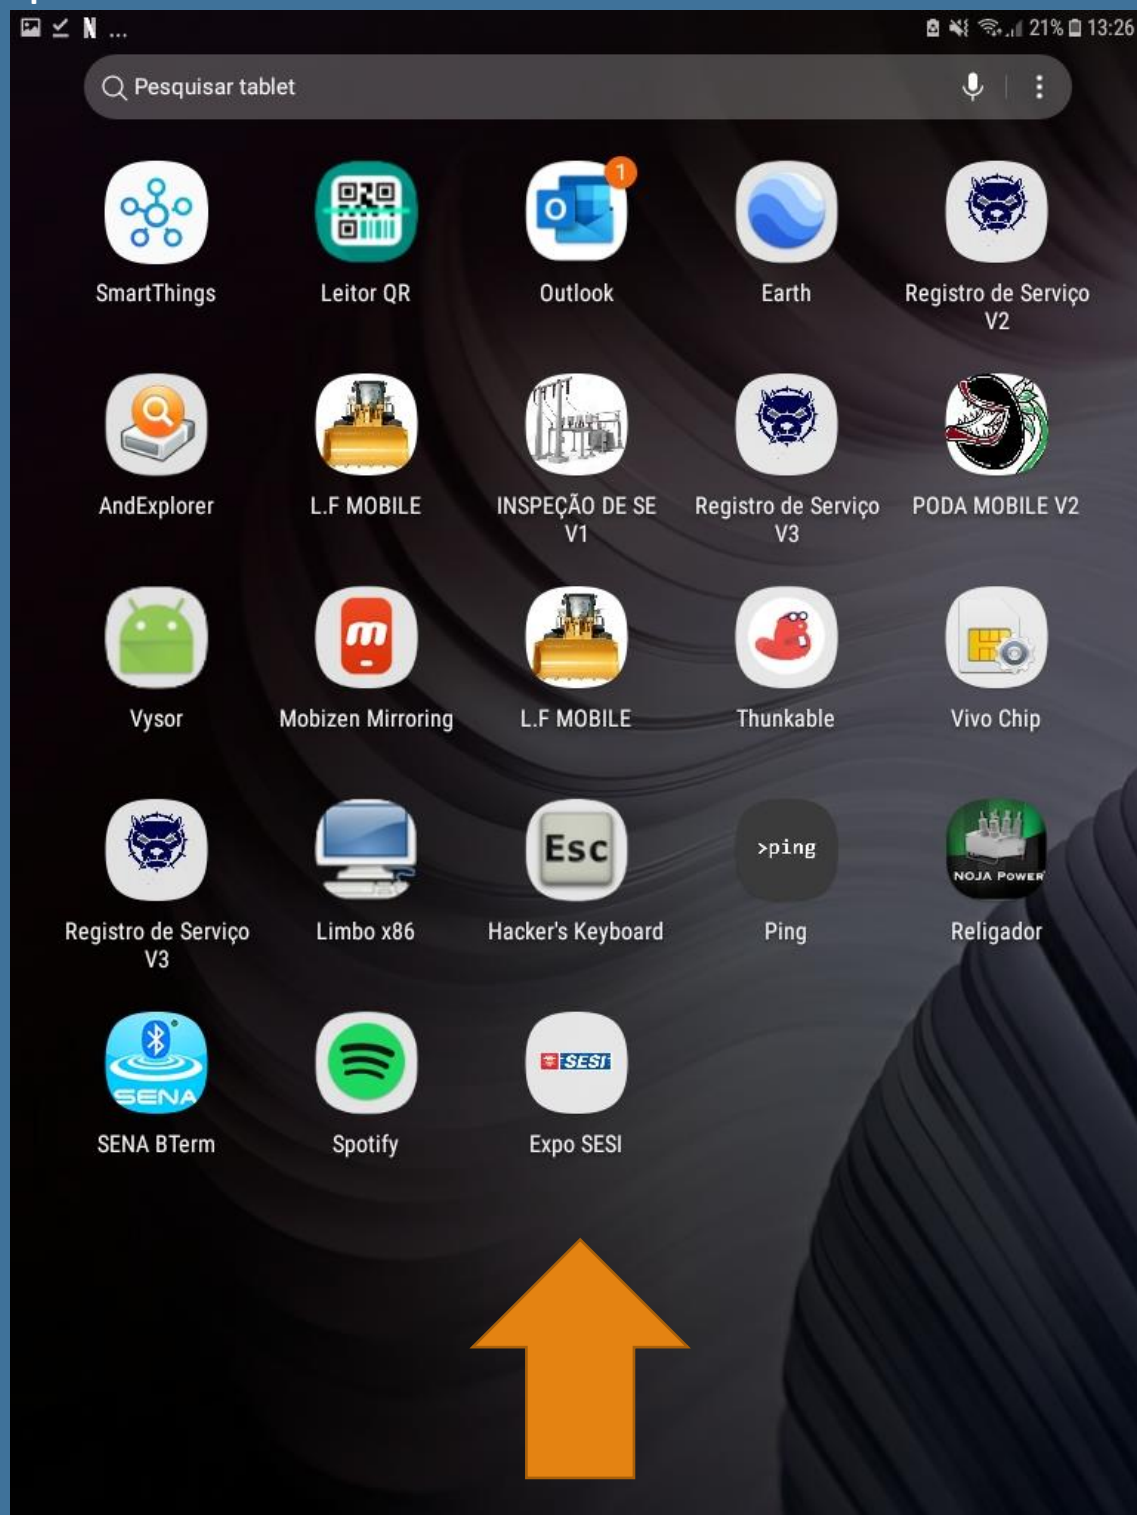 N ... 21% 13:26
Pesquisar tablet
1
SmartThings
Leitor QR
Outlook
Earth
Registro de Serviço
V2
AndExplorer
L.F MOBILE
INSPEÇÃO DE SE
V1
Registro de Serviço
V3
PODA MOBILE V2
m
Vysor
Mobizen Mirroring
L.F MOBILE
Thunkable
Vivo Chip
Esc
>ping
NOJA POWER
Registro de Serviço
V3
Limbo x86
Hacker's Keyboard
Ping
Religador
SENA
SESI
SENA BTerm
Spotify
Expo SESI